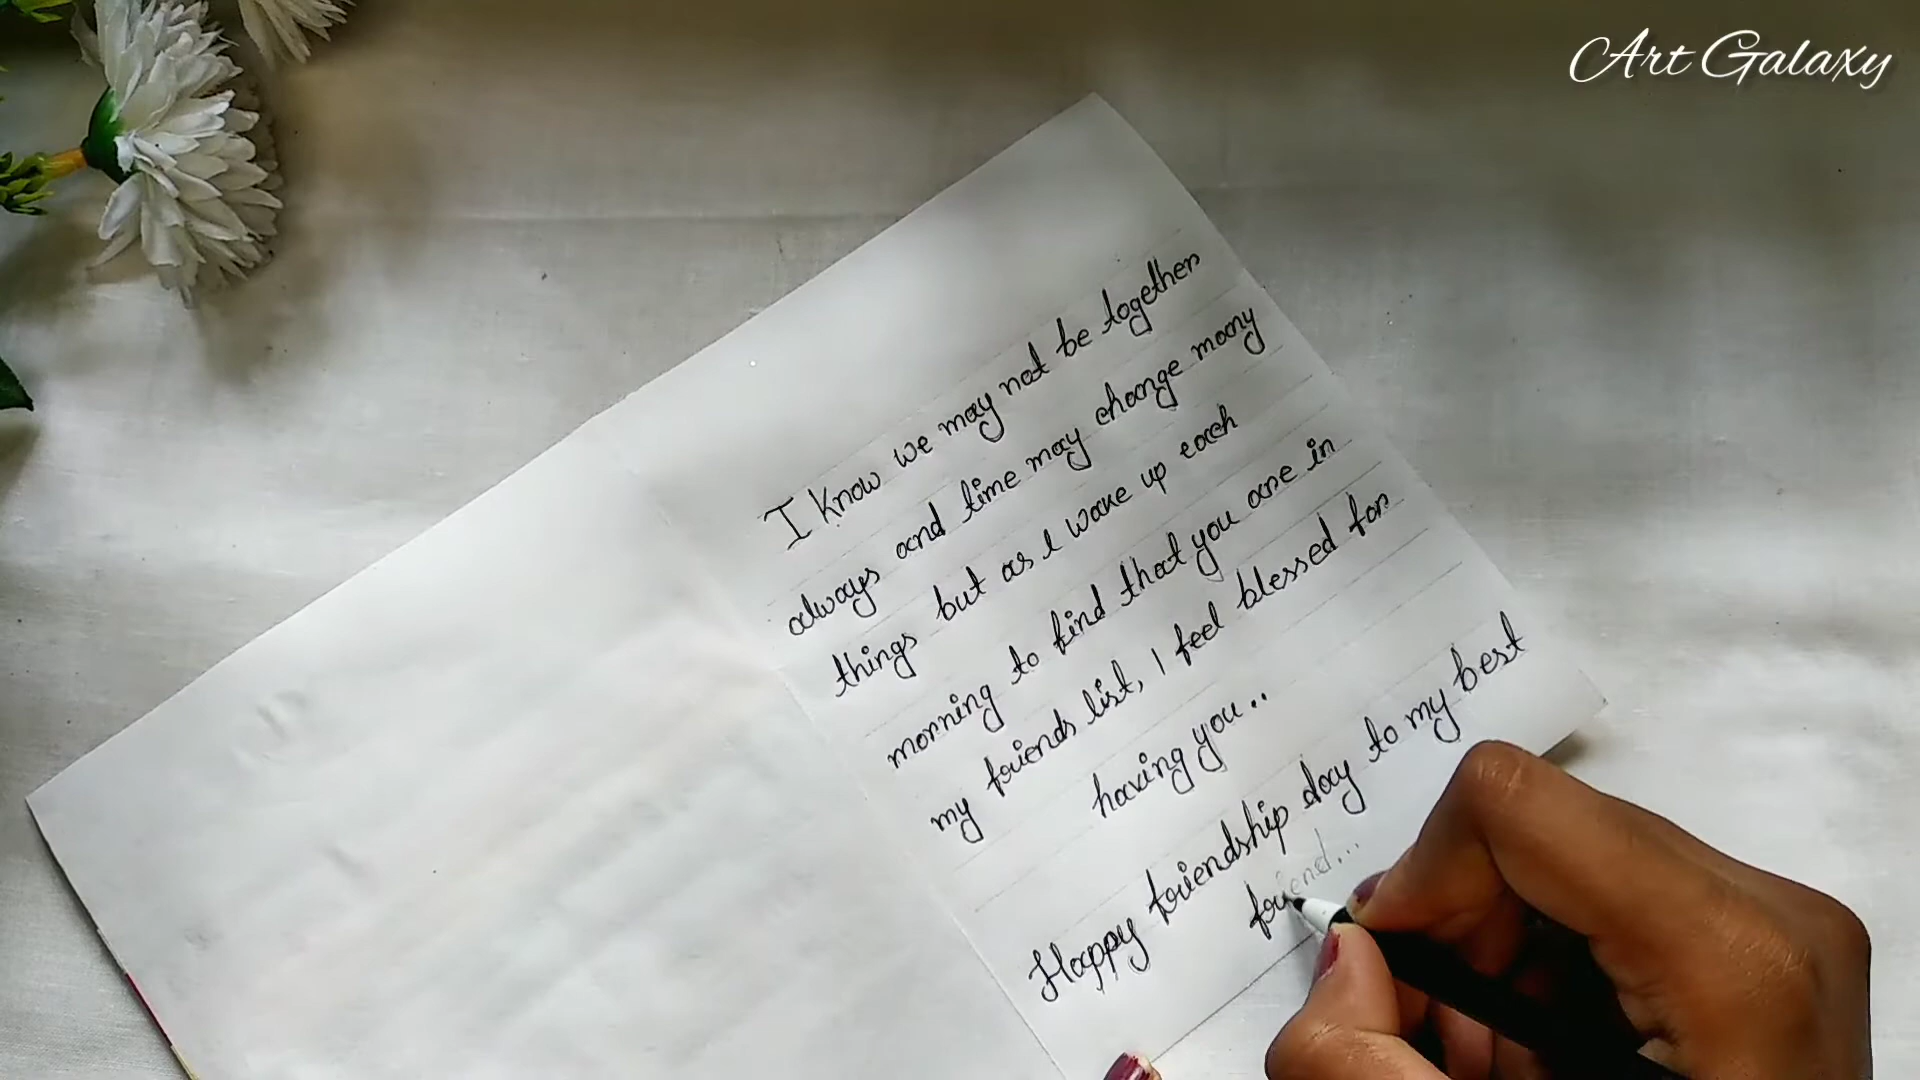 Art Galaxy
I know we may not be together
always and time may change many
things but as I wake up each
morning to find that you are in
my friends list, I feel blessed for
having you..
Happy friendship day to my best
friend...